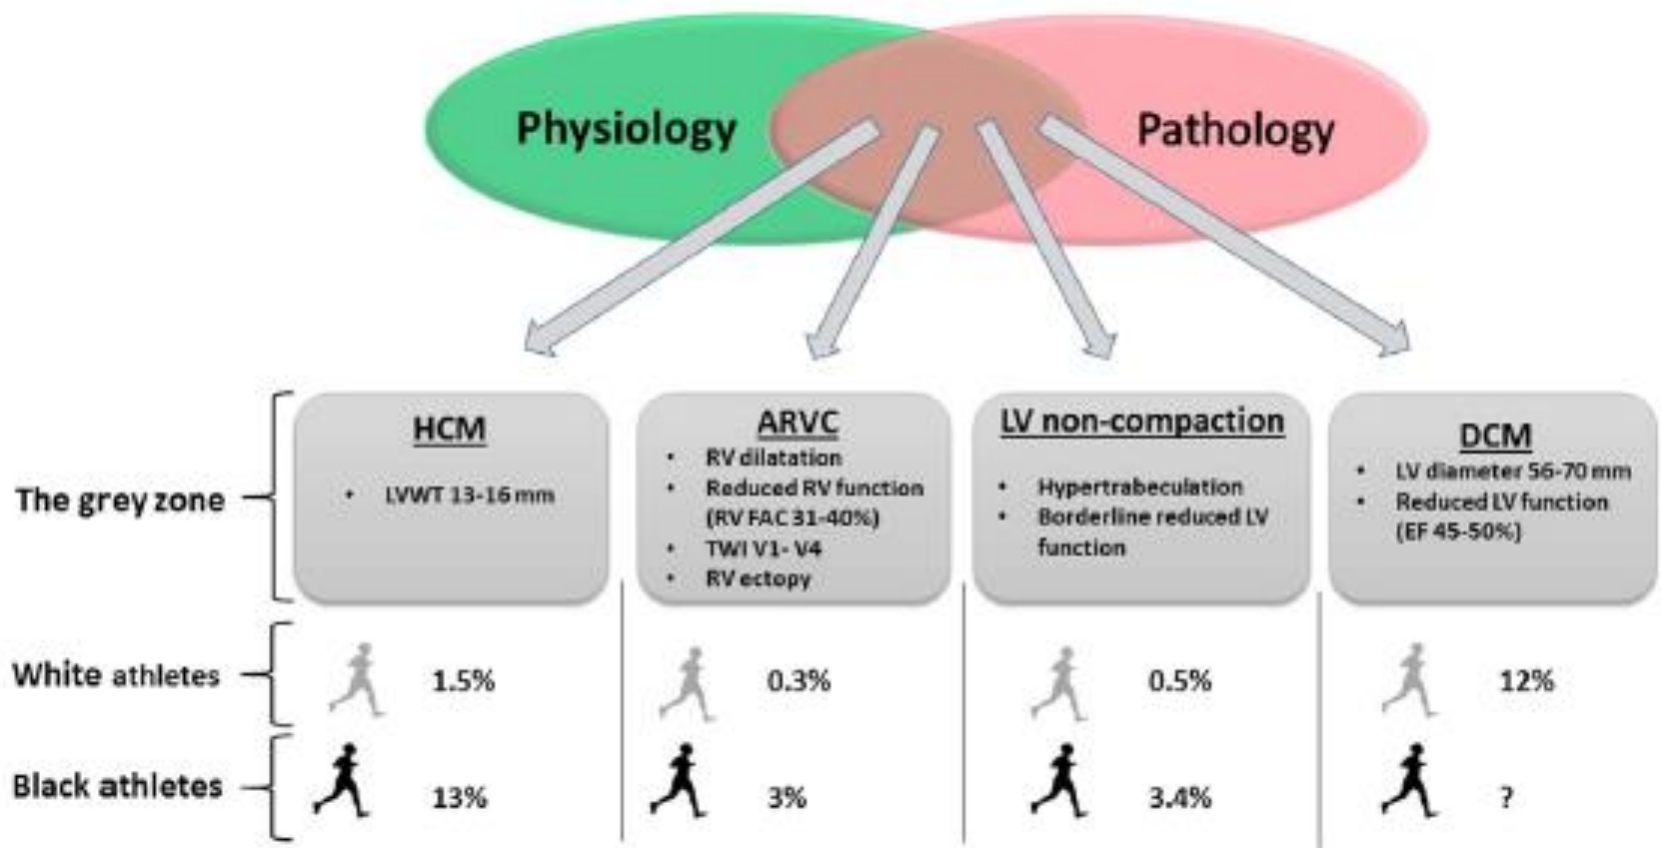 Physiology
Pathology
The grey zone
HCM
• LVWT 13-16 mm
ARVC
• RV dilatation
• Reduced RV function
(RV FAC 31-40%)
• TWI V1- V4
• RV ectopy
LV non-compaction
• Hypertrabeculation
• Borderline reduced LV
function
DCM
• LV diameter 56-70 mm
• Reduced LV function
(EF 45-50%)
White athletes
1.5%
0.3%
0.5%
12%
Black athletes
13%
3%
3.4%
?